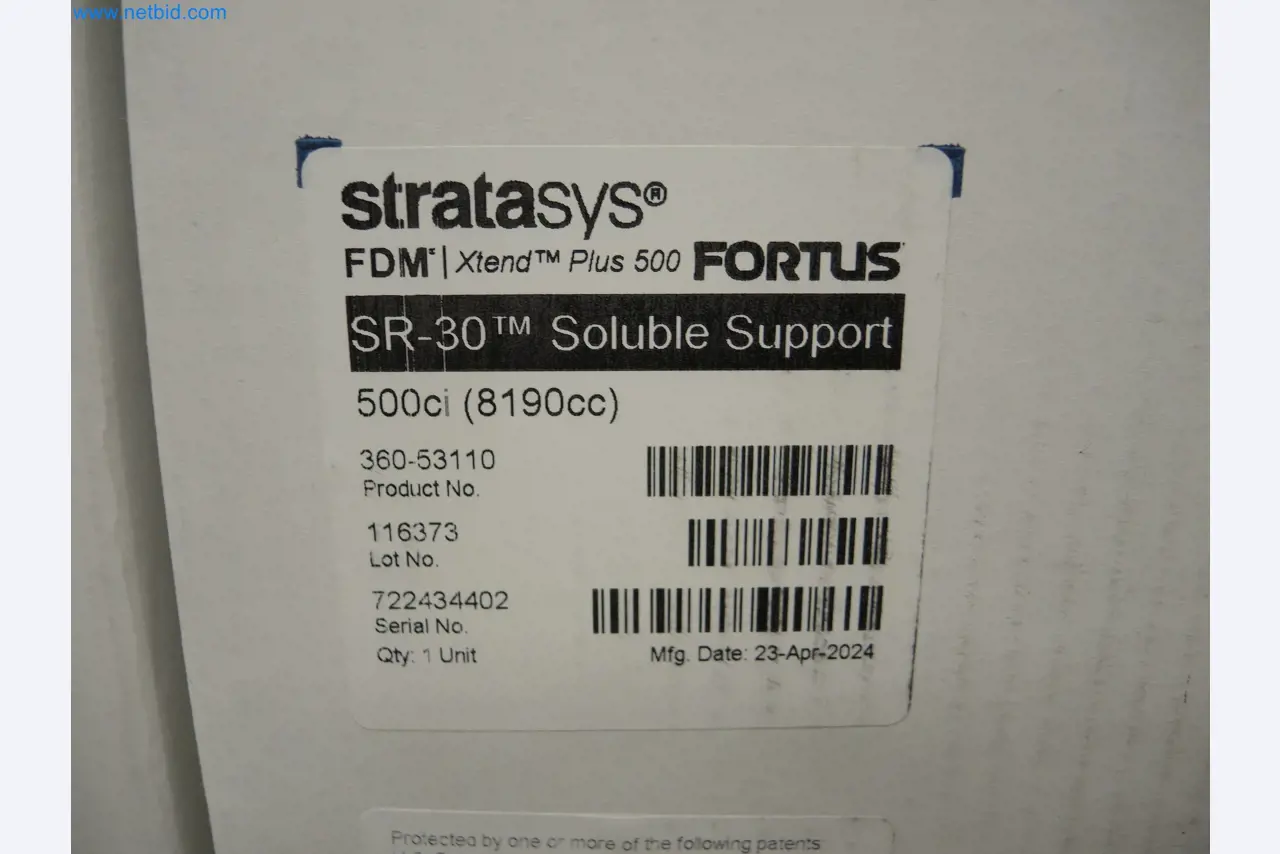 www.netbid.com
stratasys®
FDM® | Xtend™ Plus 500 FORTUS
SR-30™ Soluble Support
500ci (8190cc)
360-53110
Product No.
116373
Lot No.
722434402
Serial No.
Qty: 1 Unit
Mfg. Date: 23-Apr-2024
Protected by one or more of the following patents